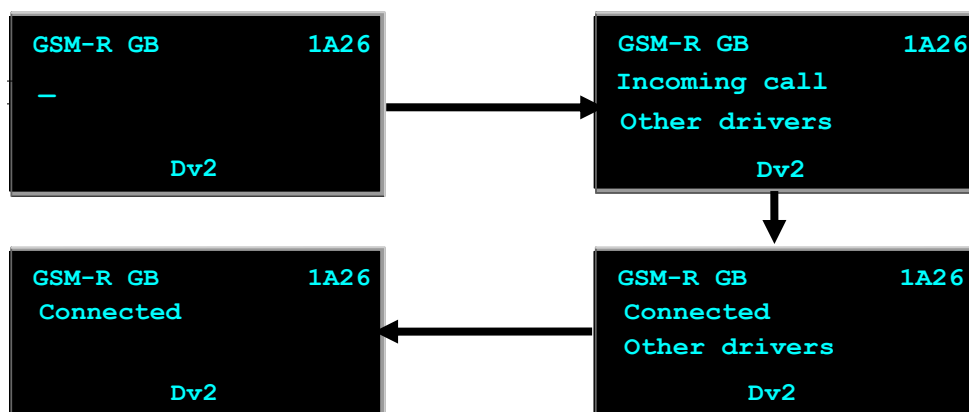 GSM-R GB 1A26
_
Dv2
GSM-R GB 1A26
Incoming call
Other drivers
Dv2
GSM-R GB 1A26
Connected
Dv2
GSM-R GB 1A26
Connected
Other drivers
Dv2